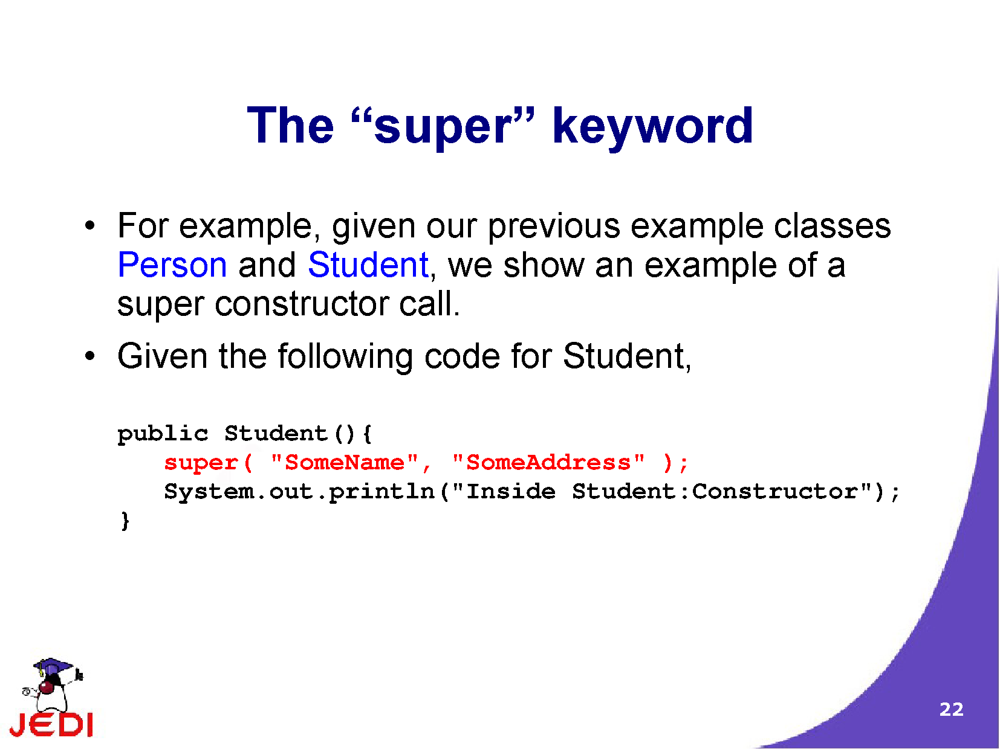 The “super” keyword
• For example, given our previous example classes
Person and Student, we show an example of a
super constructor call.
• Given the following code for Student,
public Student(){
super( "SomeName", "SomeAddress" );
System.out.println("Inside Student:Constructor");
}
JEDI
22